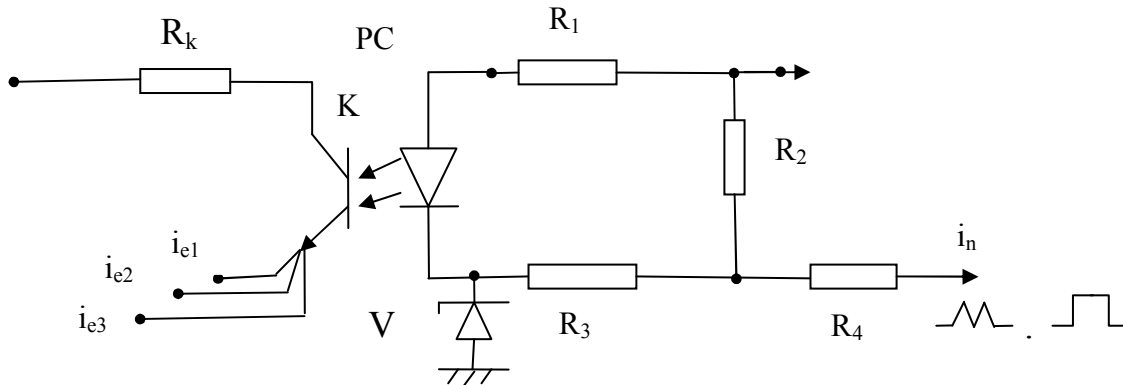 R1
Rk
PC
K
R2
ie1
in
ie2
ie3
V
R3
R4
.